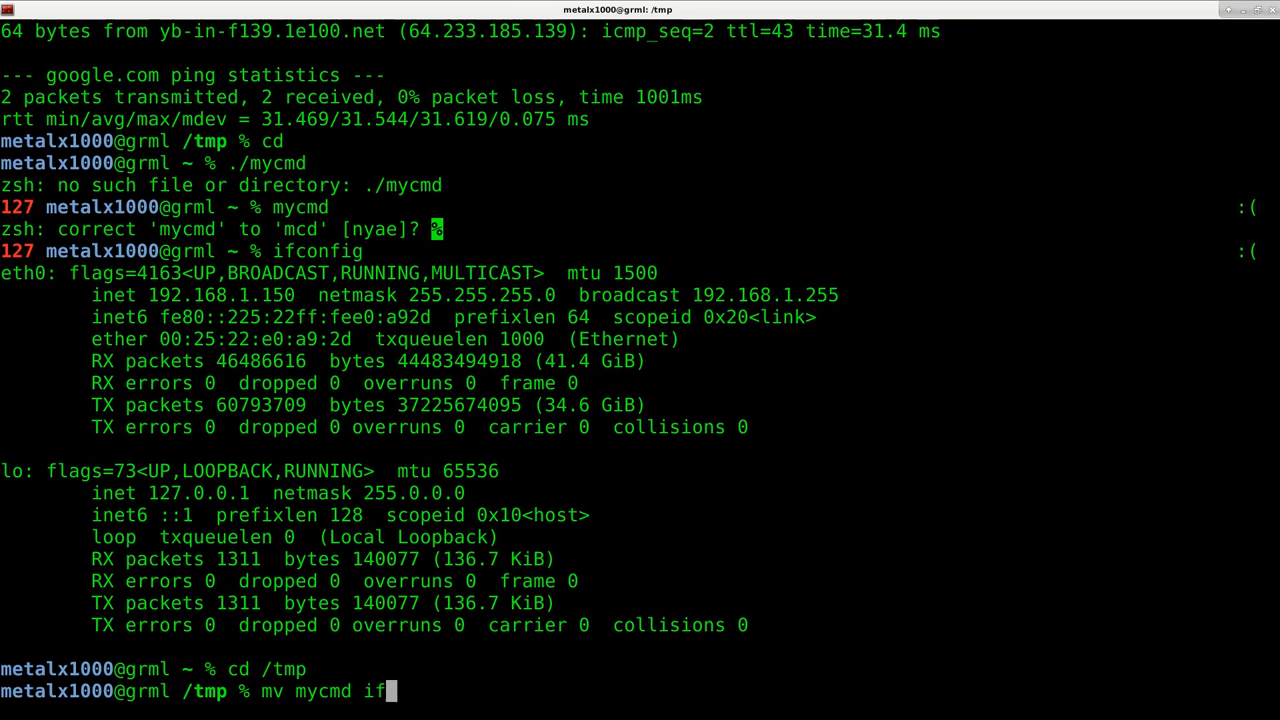 metalx1000@grml: /tmp
64 bytes from yb-in-f139.1e100.net (64.233.185.139): icmp_seq=2 ttl=43 time=31.4 ms
--- google.com ping statistics ---
2 packets transmitted, 2 received, 0% packet loss, time 1001ms
rtt min/avg/max/mdev = 31.469/31.544/31.619/0.075 ms
metalx1000@grml /tmp % cd
metalx1000@grml ~ % ./mycmd
zsh: no such file or directory: ./mycmd
127 metalx1000@grml ~ % mycmd :(
zsh: correct 'mycmd' to 'mcd' [nyae]? %
127 metalx1000@grml ~ % ifconfig :(
eth0: flags=4163<UP,BROADCAST,RUNNING,MULTICAST>  mtu 1500
        inet 192.168.1.150  netmask 255.255.255.0  broadcast 192.168.1.255
        inet6 fe80::225:22ff:fee0:a92d  prefixlen 64  scopeid 0x20<link>
        ether 00:25:22:e0:a9:2d  txqueuelen 1000  (Ethernet)
        RX packets 46486616  bytes 44483494918 (41.4 GiB)
        RX errors 0  dropped 0  overruns 0  frame 0
        TX packets 60793709  bytes 37225674095 (34.6 GiB)
        TX errors 0  dropped 0 overruns 0  carrier 0  collisions 0
lo: flags=73<UP,LOOPBACK,RUNNING>  mtu 65536
        inet 127.0.0.1  netmask 255.0.0.0
        inet6 ::1  prefixlen 128  scopeid 0x10<host>
        loop  txqueuelen 0  (Local Loopback)
        RX packets 1311  bytes 140077 (136.7 KiB)
        RX errors 0  dropped 0  overruns 0  frame 0
        TX packets 1311  bytes 140077 (136.7 KiB)
        TX errors 0  dropped 0 overruns 0  carrier 0  collisions 0
metalx1000@grml ~ % cd /tmp
metalx1000@grml /tmp % mv mycmd if